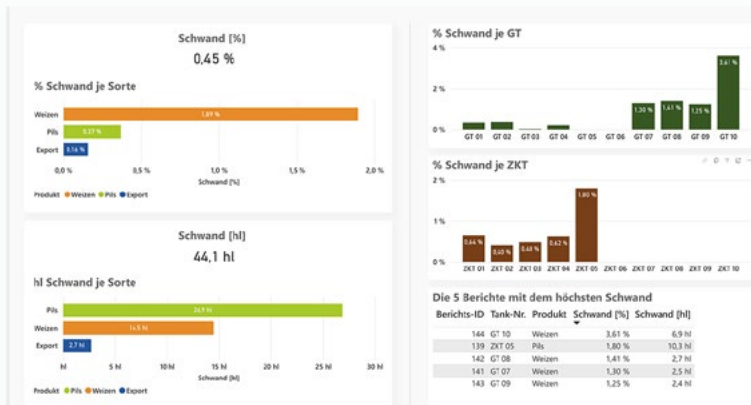 Schwand [%]
0,45 %
% Schwand je Sorte
Weizen
1,89 %
Pils
0,37 %
Export
0,16 %
0,0 % 0,5 % 1,0 % 1,5 % 2,0 %
Schwand [%]
Produkt Weizen Pils Export
Schwand [hl]
44,1 hl
hl Schwand je Sorte
Pils
26,9 hl
Weizen
14,5 hl
Export
2,7 hl
hl 5 hl 10 hl 15 hl 20 hl 25 hl 30 hl
Schwand [hl]
Produkt Pils Weizen Export
% Schwand je GT
4 %
2 %
0 %
1,30 % 1,41 % 1,25 % 3,61 %
GT 01 GT 02 GT 03 GT 04 GT 05 GT 06 GT 07 GT 08 GT 09 GT 10
% Schwand je ZKT
2 %
1 %
0 %
0,64 % 0,40 % 0,48 % 0,62 % 1,80 %
ZKT 01 ZKT 02 ZKT 03 ZKT 04 ZKT 05 ZKT 06 ZKT 07 ZKT 08 ZKT 09 ZKT 10
Die 5 Berichte mit dem höchsten Schwand
Berichts-ID Tank-Nr. Produkt Schwand [%] Schwand [hl]
144 GT 10 Weizen 3,61 % 6,9 hl
139 ZKT 05 Pils 1,80 % 10,3 hl
142 GT 08 Weizen 1,41 % 2,7 hl
141 GT 07 Weizen 1,30 % 2,5 hl
143 GT 09 Weizen 1,25 % 2,4 hl